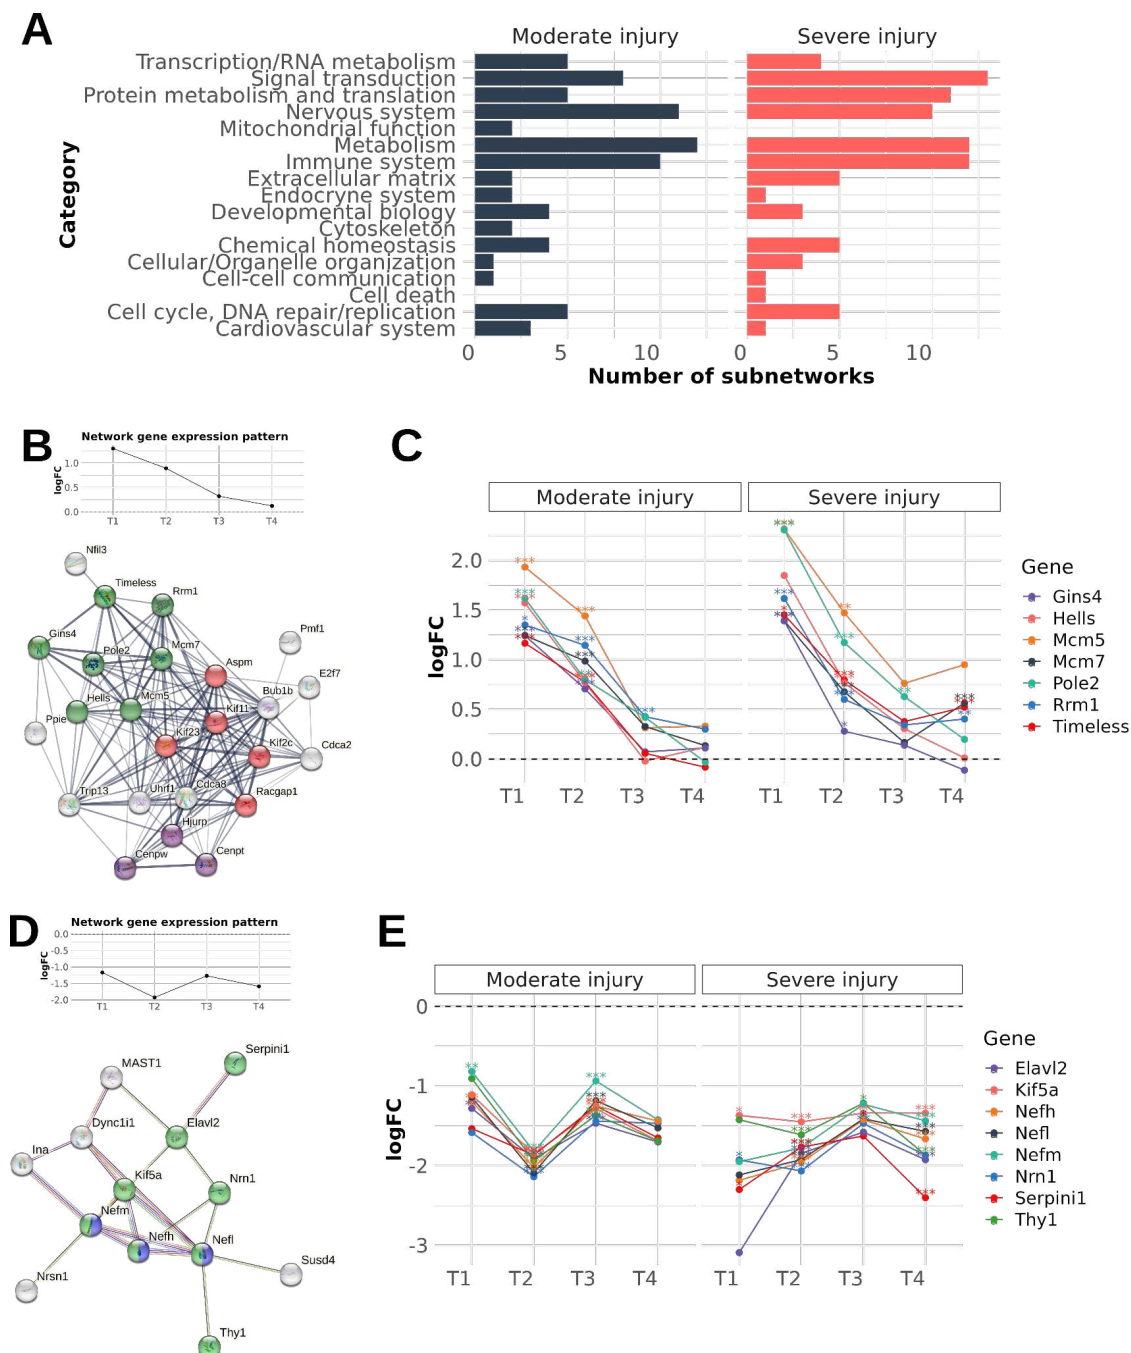 A
Moderate injury
Severe injury
Category
Transcription/RNA metabolism
Signal transduction
Protein metabolism and translation
Nervous system
Mitochondrial function
Metabolism
Immune system
Extracellular matrix
Endocryne system
Developmental biology
Cytoskeleton
Chemical homeostasis
Cellular/Organelle organization
Cell-cell communication
Cell death
Cell cycle, DNA repair/replication
Cardiovascular system
0 5 10 0 5 10
Number of subnetworks
B
Network gene expression pattern
logFC
1.0
0.5
0.0
T1 T2 T3 T4
Nfil3
Timeless
Rrm1
Gins4
Pole2
Mcm7
Pmf1
Aspm
E2f7
Hells
Mcm5
Bub1b
Ppie
Kif11
Kif23
Kif2c
Cdca2
Trip13
Uhrf1
Cdca8
Racgap1
Hjurp
Cenpw
Cenpt
C
Moderate injury
Severe injury
logFC
2.0
1.5
1.0
0.5
0.0
T1 T2 T3 T4 T1 T2 T3 T4
Gene
Gins4
Hells
Mcm5
Mcm7
Pole2
Rrm1
Timeless
D
Network gene expression pattern
logFC
0.0
-0.5
-1.0
-1.5
-2.0
T1 T2 T3 T4
MAST1
Serpini1
Dync1i1
Elavl2
Ina
Kif5a
Nrn1
Nefm
Nefh
Nefl
Susd4
Nrsn1
Thy1
E
Moderate injury
Severe injury
logFC
0
-1
-2
-3
T1 T2 T3 T4 T1 T2 T3 T4
Gene
Elavl2
Kif5a
Nefh
Nefl
Nefm
Nrn1
Serpini1
Thy1